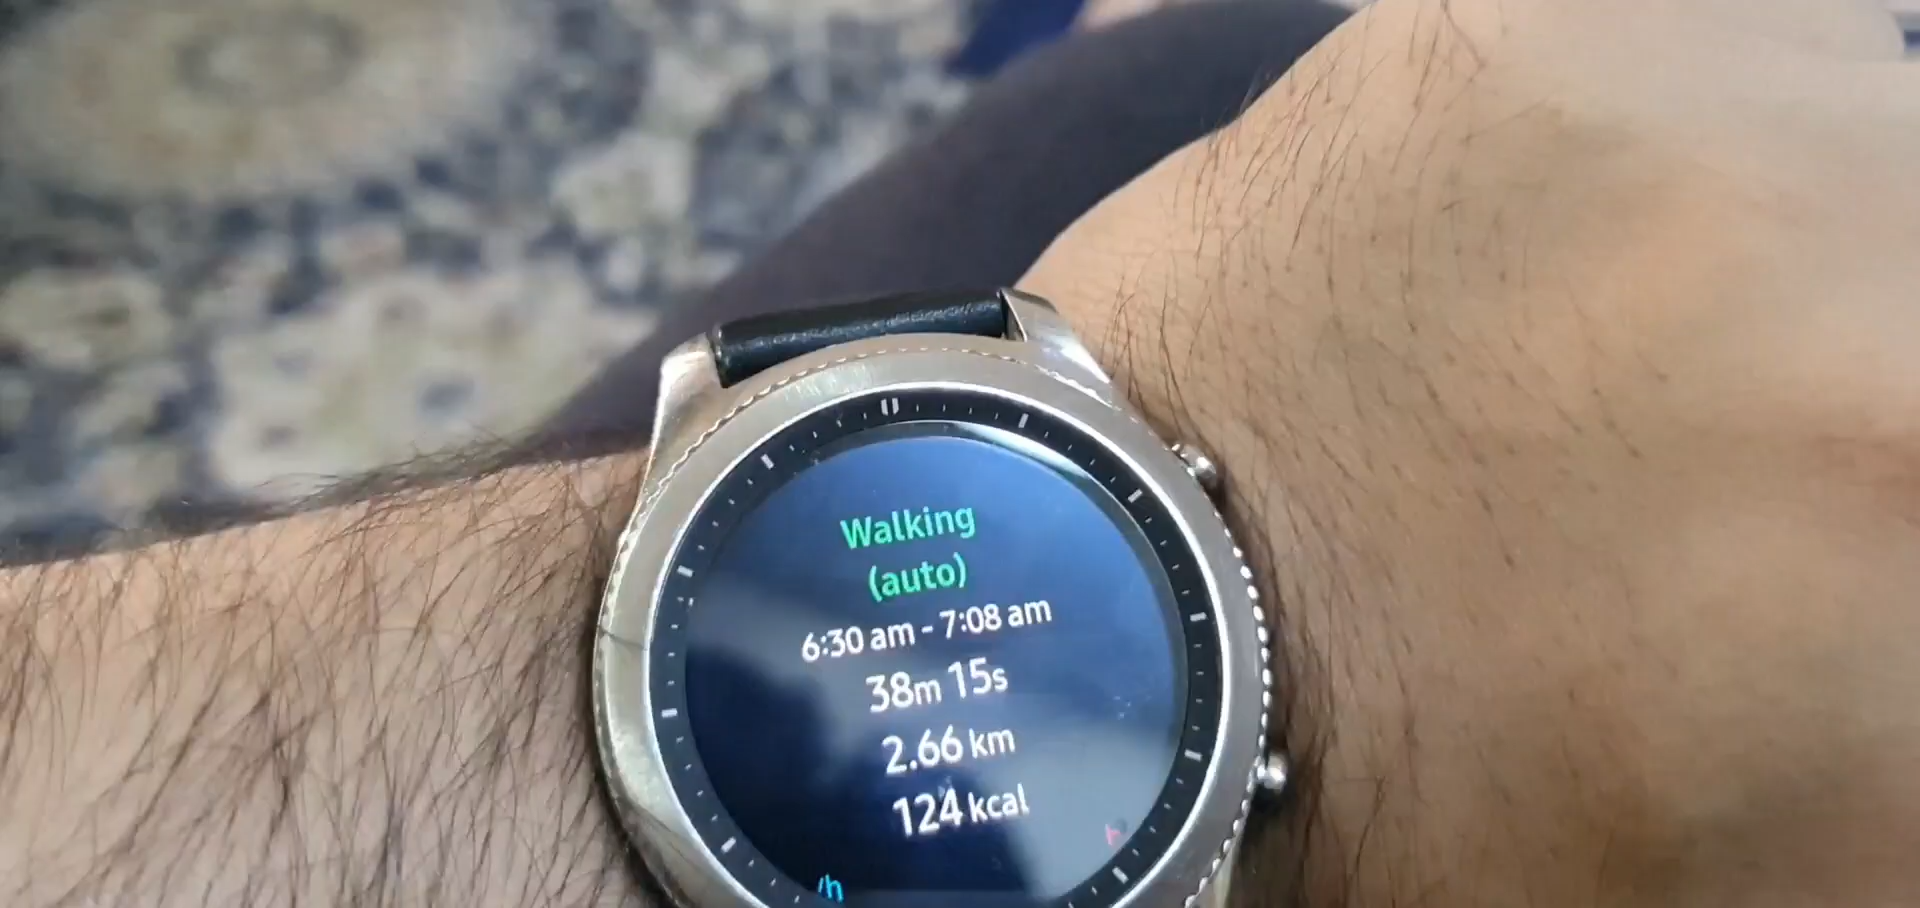 Walking
(auto)
6:30 am - 7:08 am
38m 15s
2.66 km
124 kcal
/h